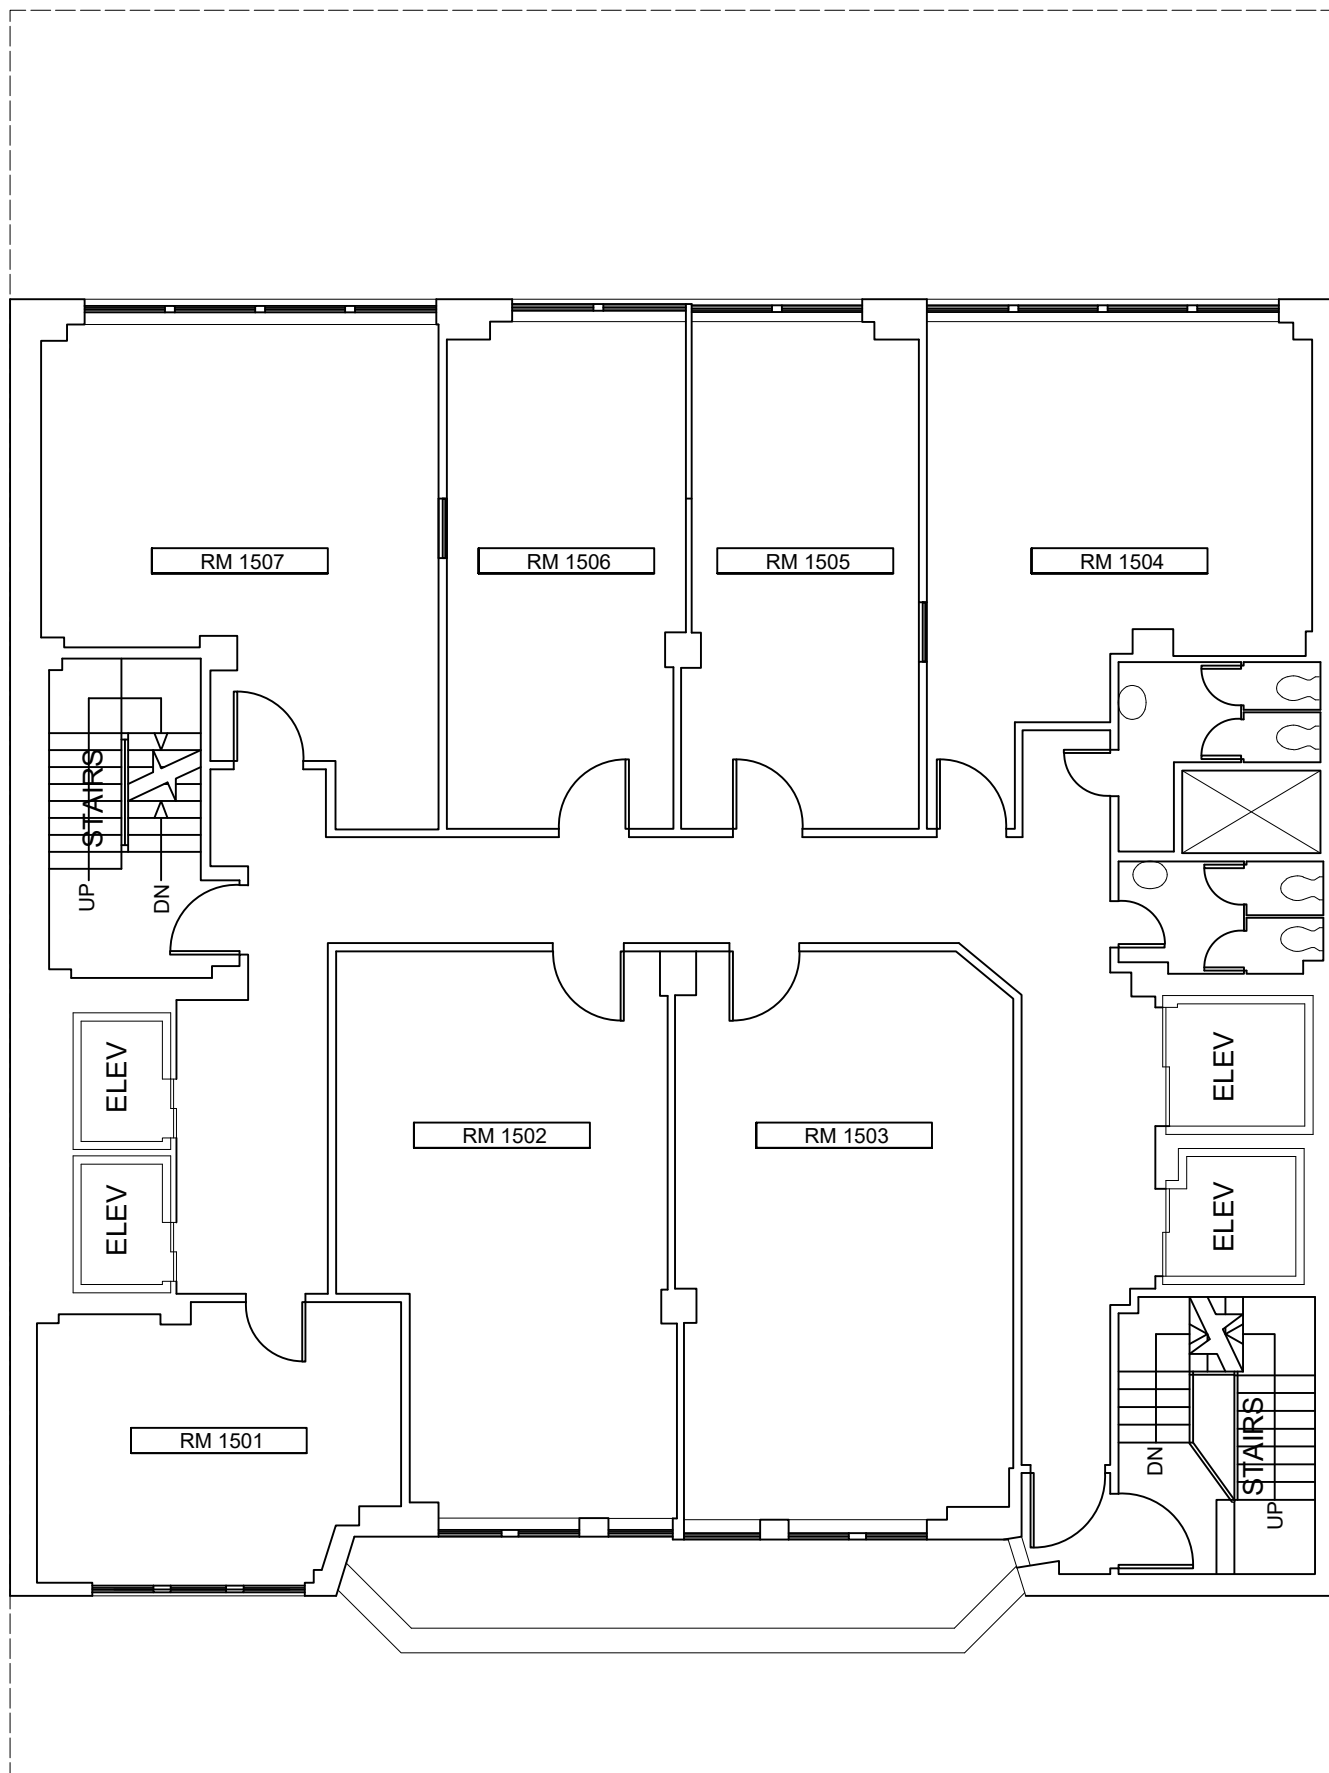 RM 1507
RM 1506
RM 1505
RM 1504
STAIRS
UP
DN
ELEV
ELEV
RM 1502
RM 1503
ELEV
ELEV
RM 1501
DN
STAIRS
UP